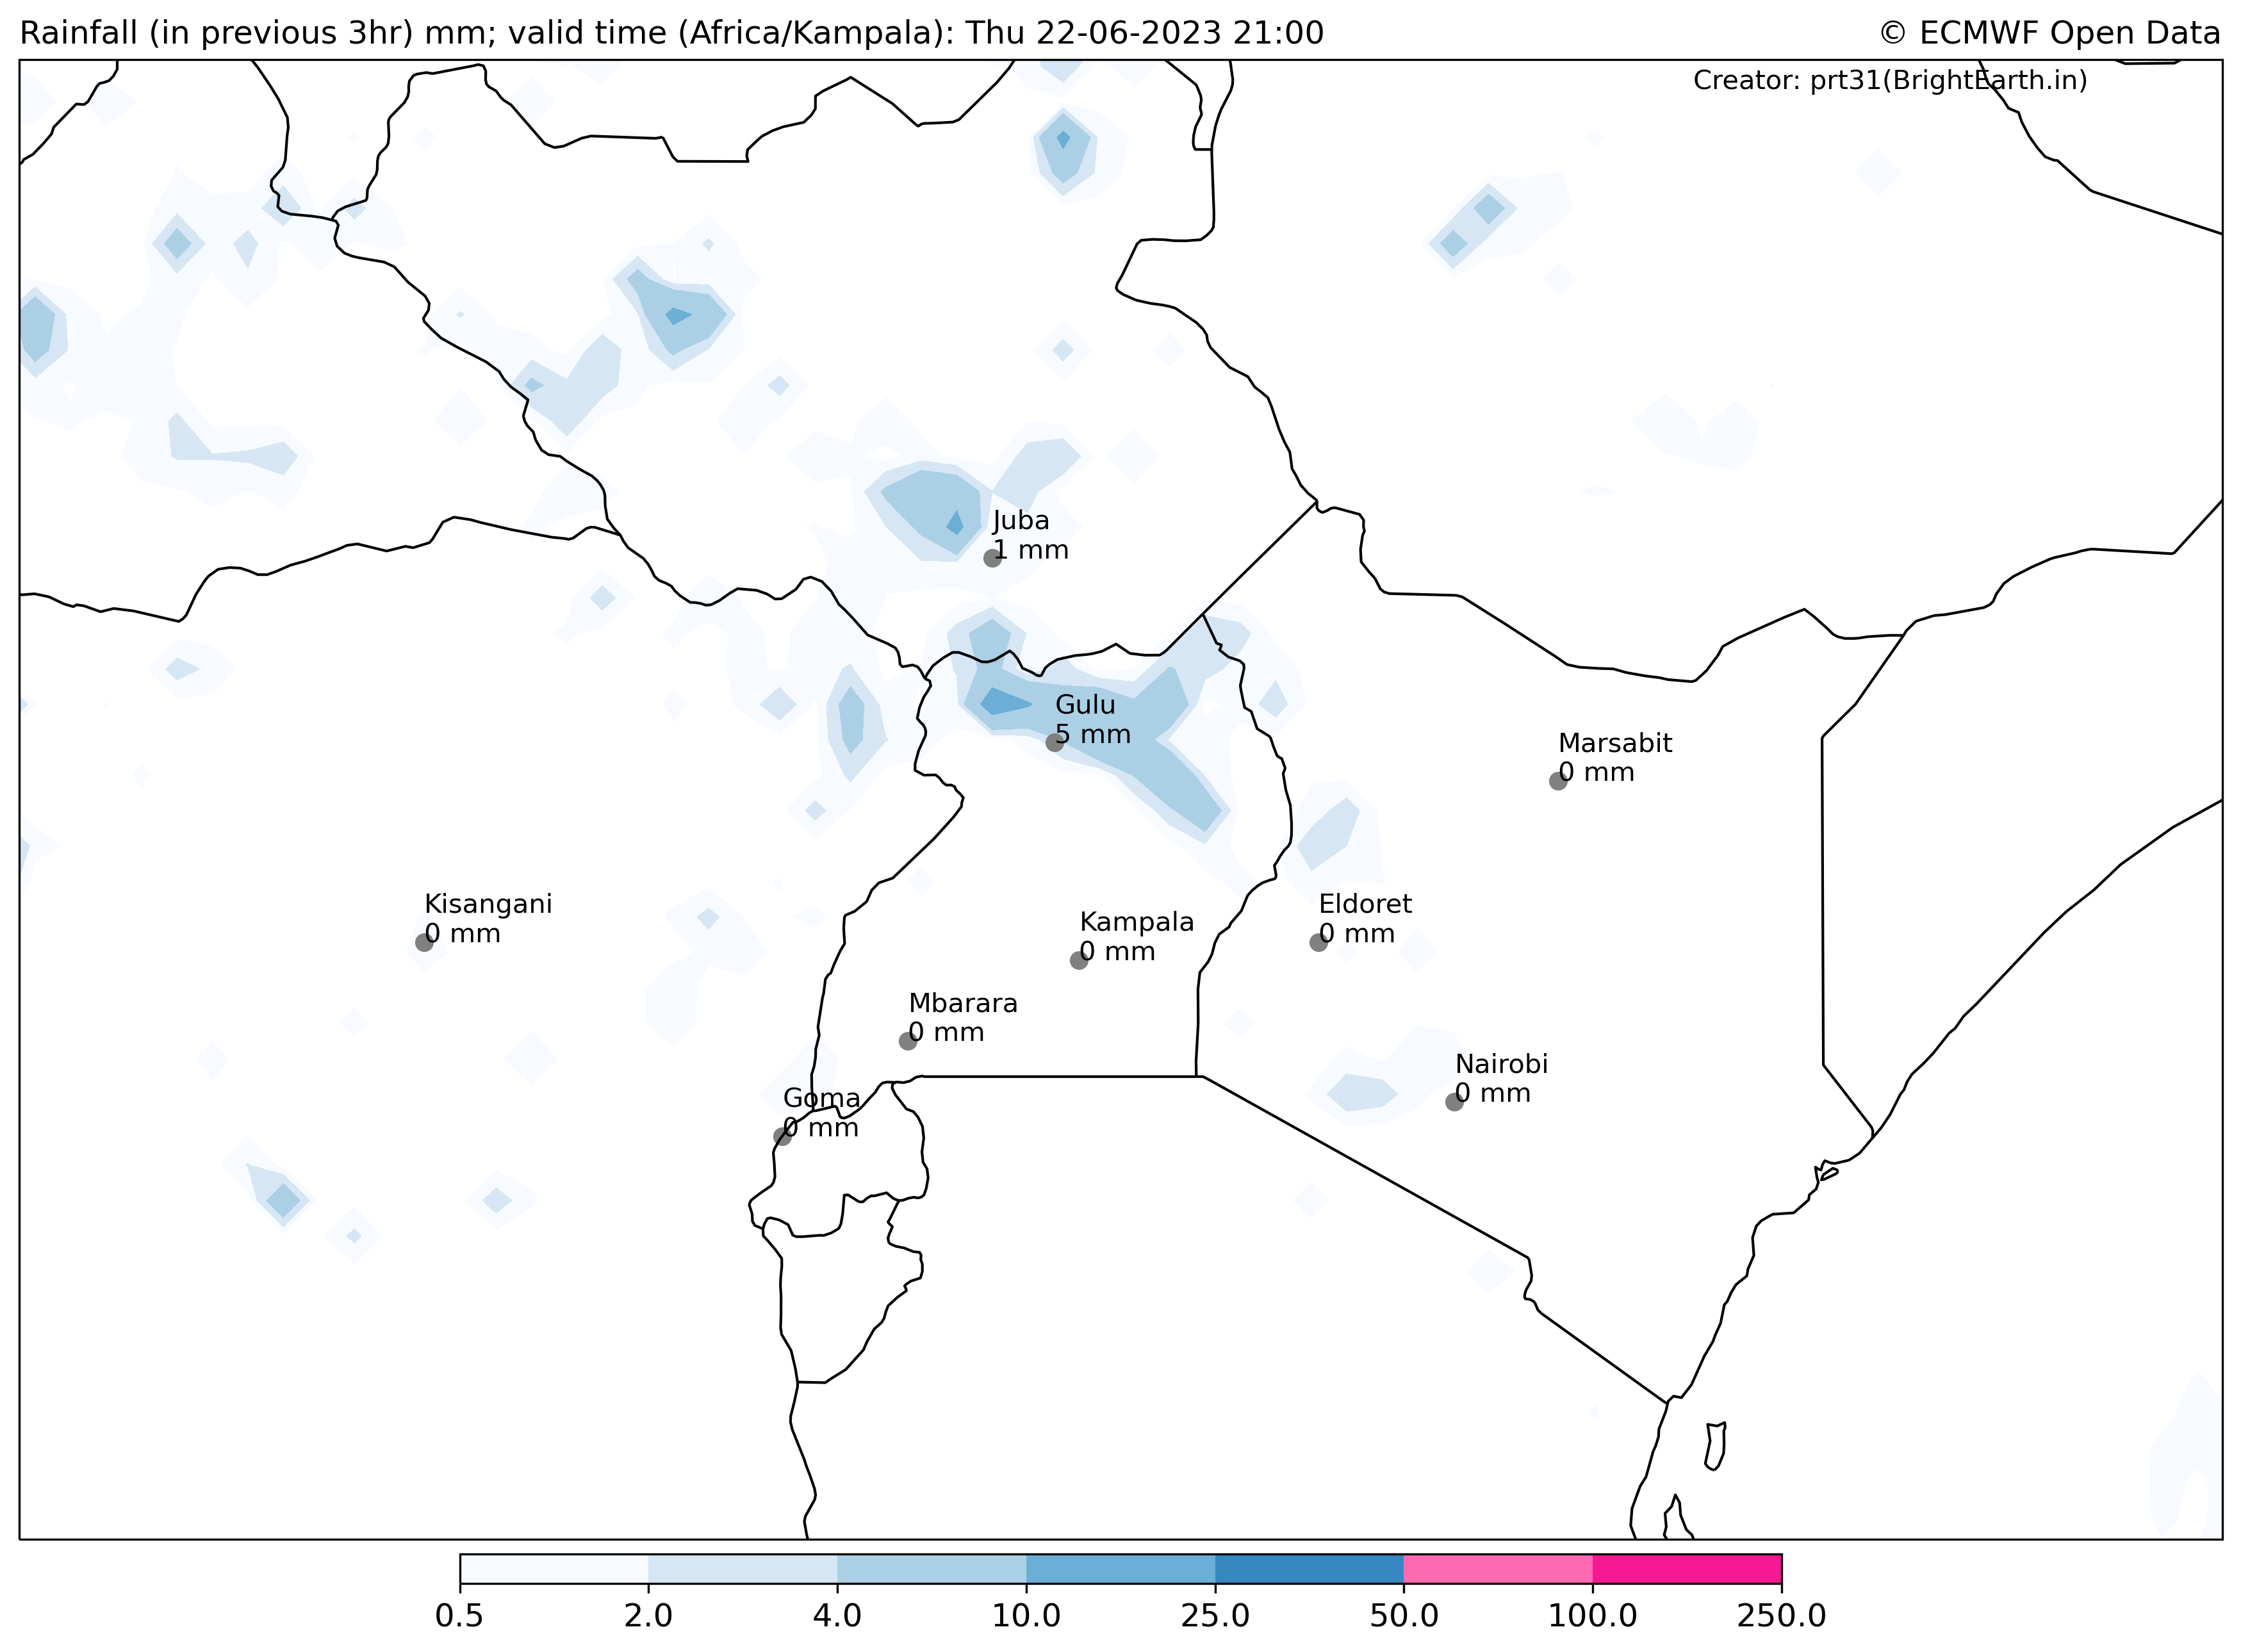 Rainfall (in previous 3hr) mm; valid time (Africa/Kampala): Thu 22-06-2023 21:00
© ECMWF Open Data
Creator: prt31(BrightEarth.in)
Juba
1 mm
Gulu
5 mm
Marsabit
0 mm
Kisangani
0 mm
Kampala
0 mm
Eldoret
0 mm
Mbarara
0 mm
Nairobi
0 mm
Goma
0 mm
0.5 2.0 4.0 10.0 25.0 50.0 100.0 250.0